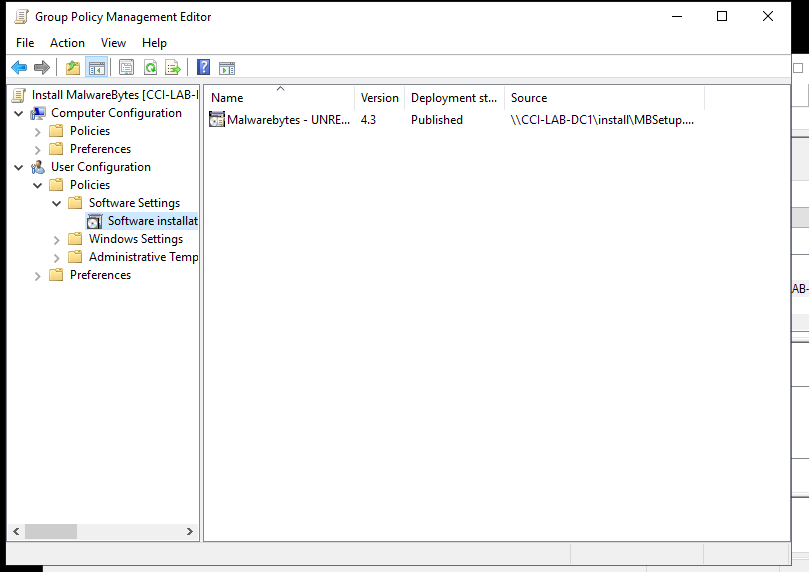 Group Policy Management Editor
File Action View Help
Install MalwareBytes [CCI-LAB-
Computer Configuration
Policies
Preferences
User Configuration
Policies
Software Settings
Software installat
Windows Settings
Administrative Temp
Preferences
Name Version Deployment st... Source
Malwarebytes - UNRE... 4.3 Published \\CCI-LAB-DC1\install\MBSetup....
AB-